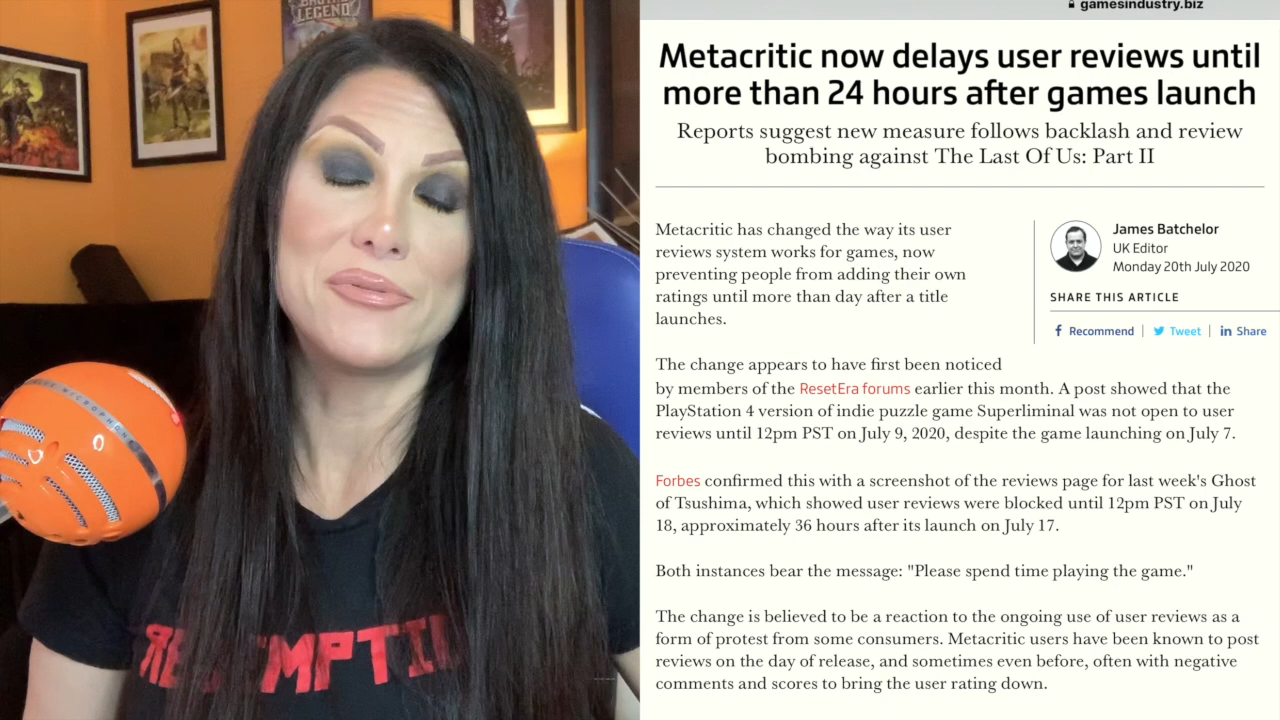 LEGEND
MICROPHONE
gamesindustry.biz
Metacritic now delays user reviews until
more than 24 hours after games launch
Reports suggest new measure follows backlash and review
bombing against The Last Of Us: Part II
Metacritic has changed the way its user
reviews system works for games, now
preventing people from adding their own
ratings until more than day after a title
launches.
James Batchelor
UK Editor
Monday 20th July 2020
SHARE THIS ARTICLE
Recommend
Tweet
Share
The change appears to have first been noticed
by members of the ResetEra forums earlier this month. A post showed that the
PlayStation 4 version of indie puzzle game Superliminal was not open to user
reviews until 12pm PST on July 9, 2020, despite the game launching on July 7.
Forbes confirmed this with a screenshot of the reviews page for last week's Ghost
of Tsushima, which showed user reviews were blocked until 12pm PST on July
18, approximately 36 hours after its launch on July 17.
Both instances bear the message: "Please spend time playing the game."
The change is believed to be a reaction to the ongoing use of user reviews as a
form of protest from some consumers. Metacritic users have been known to post
reviews on the day of release, and sometimes even before, often with negative
comments and scores to bring the user rating down.